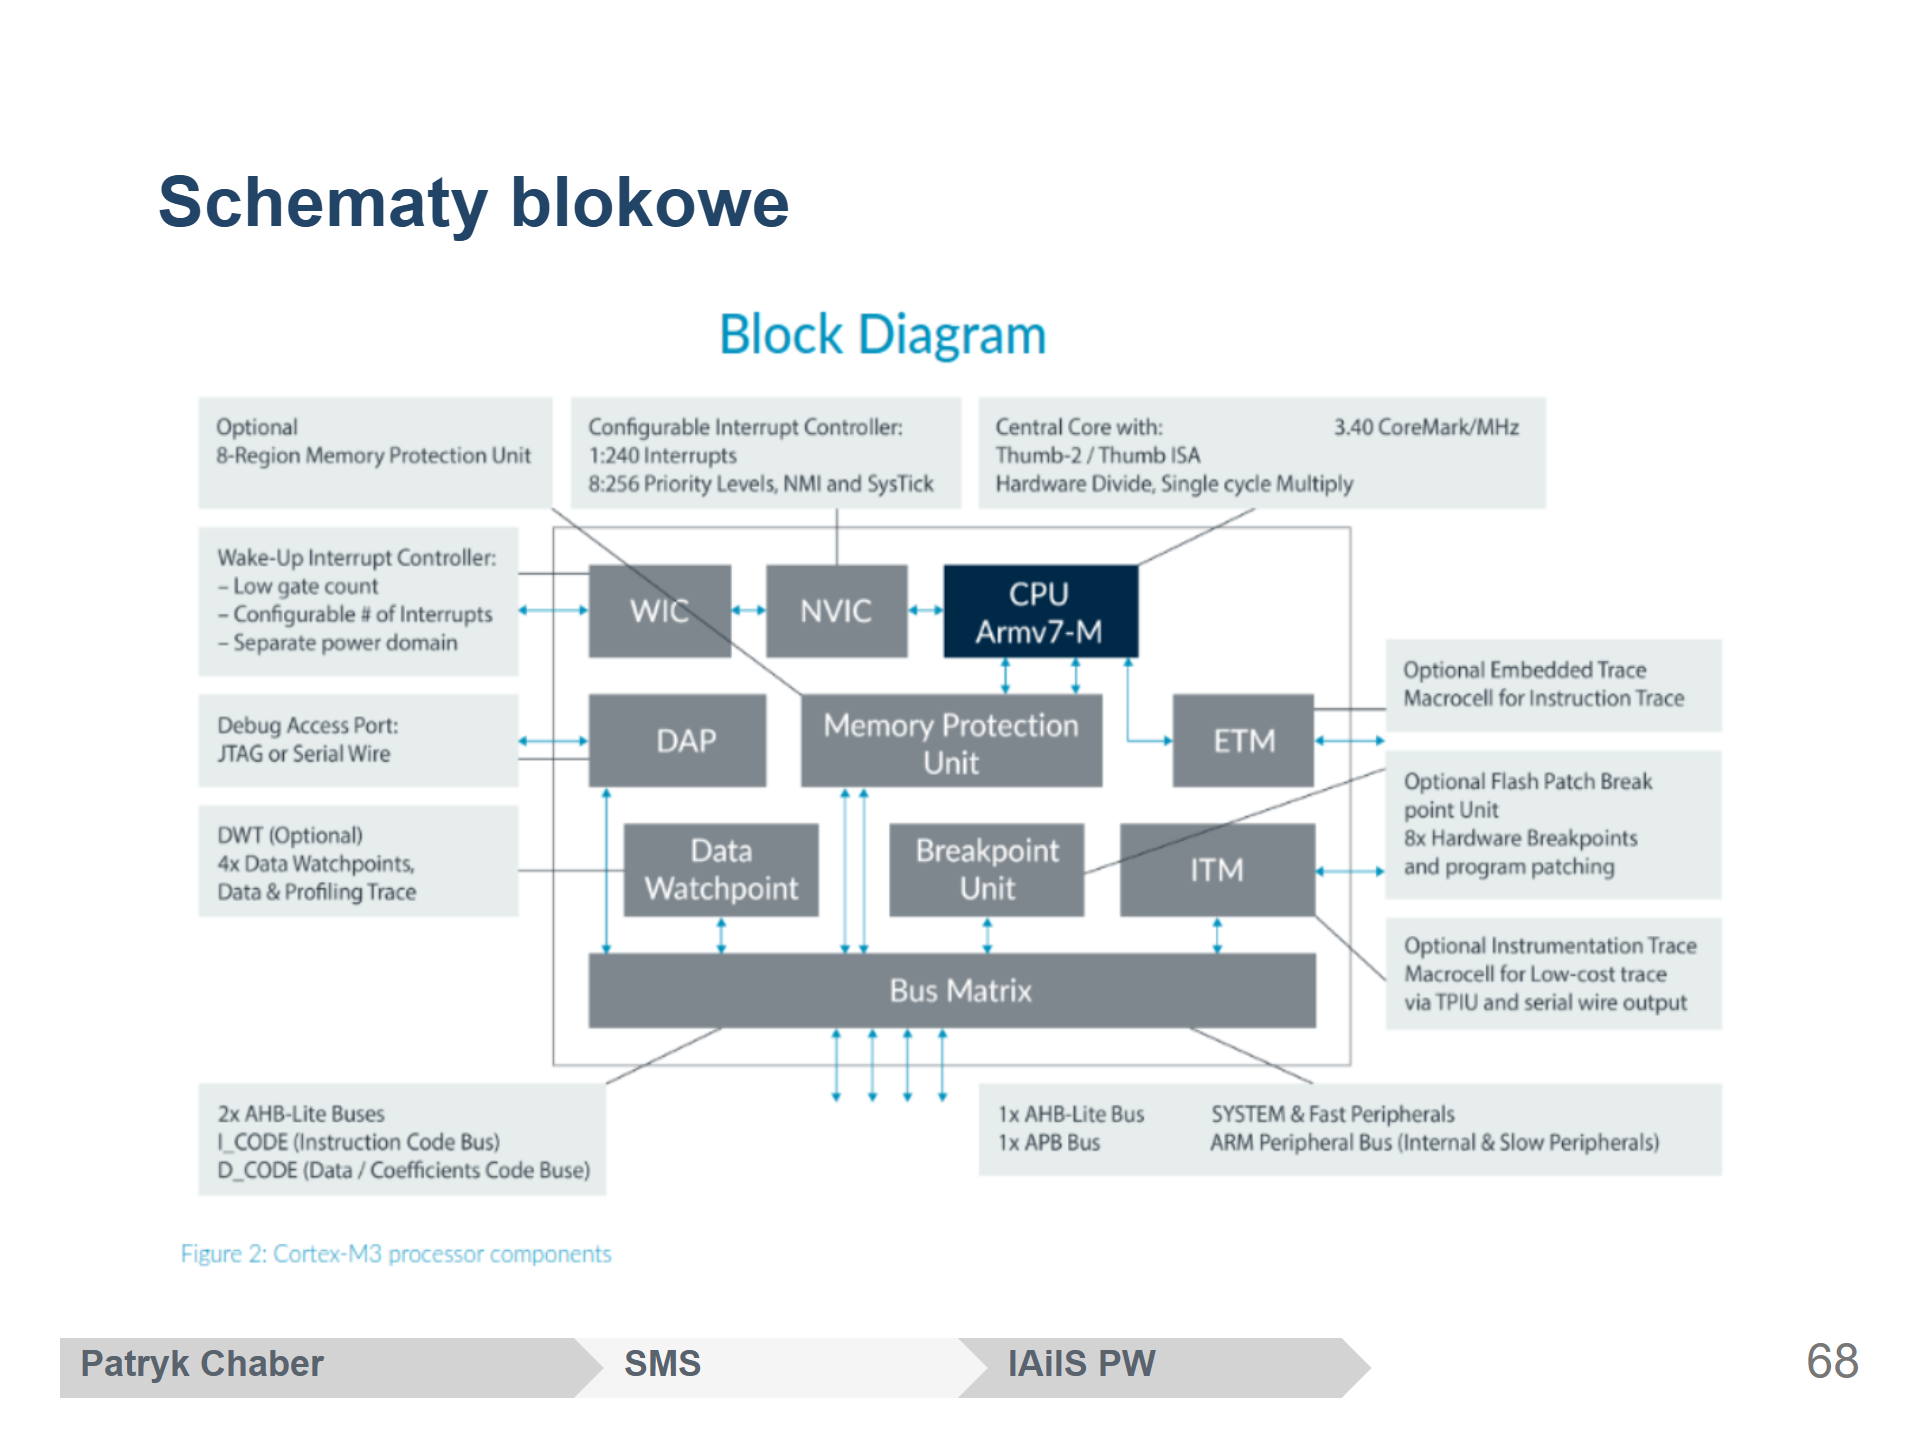 Schematy blokowe
Block Diagram
Optional
8-Region Memory Protection Unit
Configurable Interrupt Controller:
1:240 Interrupts
8:256 Priority Levels, NMI and SysTick
Central Core with: 3.40 CoreMark/MHz
Thumb-2 / Thumb ISA
Hardware Divide, Single cycle Multiply
Wake-Up Interrupt Controller:
– Low gate count
– Configurable # of Interrupts
– Separate power domain
WIC
NVIC
CPU
Armv7-M
Debug Access Port:
JTAG or Serial Wire
DAP
Memory Protection
Unit
ETM
Optional Embedded Trace
Macrocell for Instruction Trace
DWT (Optional)
4x Data Watchpoints,
Data & Profiling Trace
Data
Watchpoint
Breakpoint
Unit
ITM
Optional Flash Patch Break
point Unit
8x Hardware Breakpoints
and program patching
Optional Instrumentation Trace
Macrocell for Low-cost trace
via TPIU and serial wire output
Bus Matrix
2x AHB-Lite Buses
I_CODE (Instruction Code Bus)
D_CODE (Data / Coefficients Code Buse)
1x AHB-Lite Bus SYSTEM & Fast Peripherals
1x APB Bus ARM Peripheral Bus (Internal & Slow Peripherals)
Figure 2: Cortex-M3 processor components
Patryk Chaber SMS IAiIS PW 68